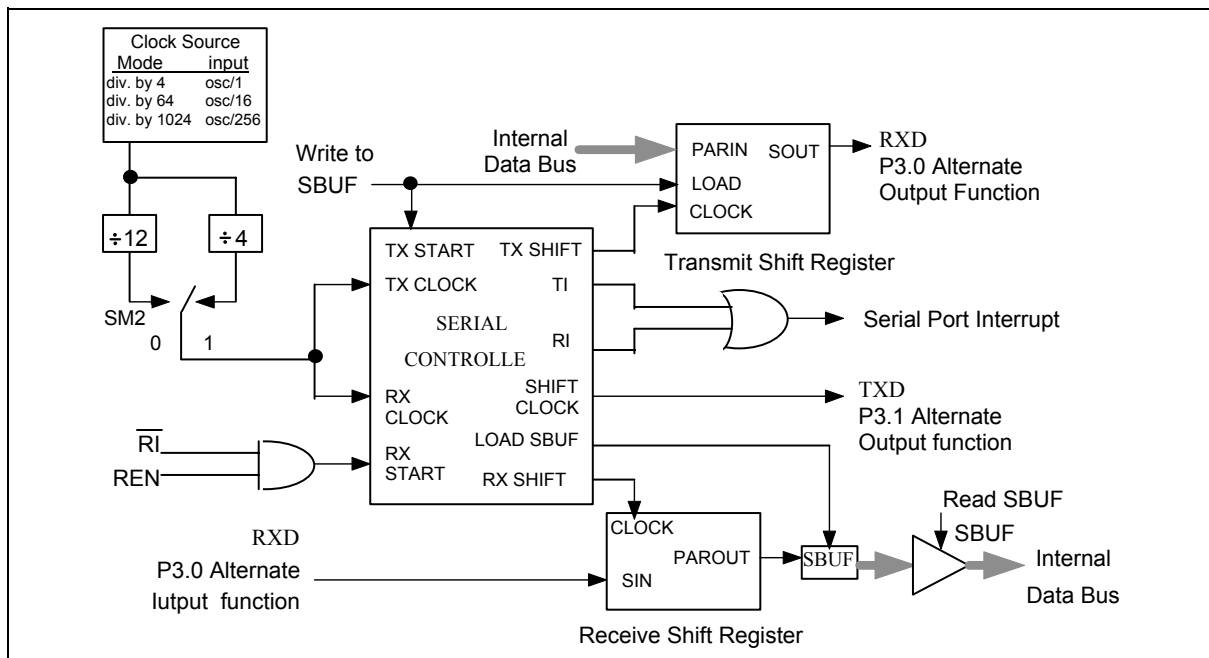 Clock Source
Mode input
div. by 4 osc/1
div. by 64 osc/16
div. by 1024 osc/256
÷12
÷4
SM2
0 1
Write to
SBUF
Internal
Data Bus
PARIN SOUT
LOAD
CLOCK
RXD
P3.0 Alternate
Output Function
Transmit Shift Register
TX START TX SHIFT
TX CLOCK TI
SERIAL
RI
CONTROLLE
SHIFT
CLOCK
RX
CLOCK
LOAD SBUF
RX
START
RX SHIFT
Serial Port Interrupt
TXD
P3.1 Alternate
Output function
RI
REN
RXD
P3.0 Alternate
Iutput function
CLOCK
PAROUT
SIN
Receive Shift Register
SBUF
Read SBUF
SBUF
Internal
Data Bus